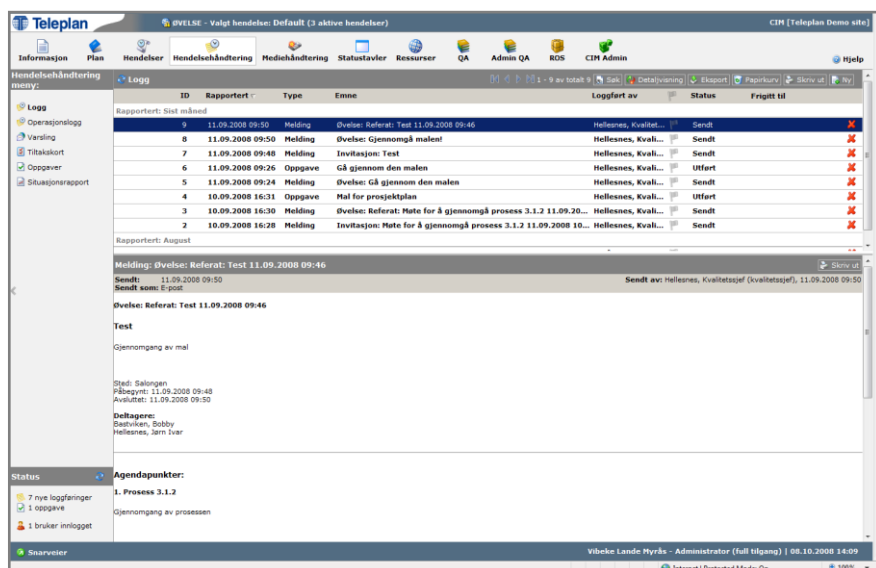 Teleplan
ØVELSE - Valgt hendelse: Default (3 aktive hendelser)
CIM [Teleplan Demo site]
Informasjon Plan Hendelser Hendelsehåndtering Mediehåndtering Statustavler Ressurser QA Admin QA ROS CIM Admin Hjelp
Hendelsehåndtering meny:
Logg
Operasjonslogg
Varsling
Tiltakskort
Oppgaver
Situasjonsrapport
Logg
1 - 9 av totalt 9 Søk Detaljvisning Eksport Papirkurv Skriv ut Ny
ID Rapportert Type Emne Loggført av Status Frigitt til
Rapportert: Sist måned
9 11.09.2008 09:50 Melding Øvelse: Referat: Test 11.09.2008 09:46 Hellesnes, Kvalitet... Sendt
8 11.09.2008 09:50 Melding Øvelse: Gjennomgå malen! Hellesnes, Kvali... Sendt
7 11.09.2008 09:48 Melding Invitasjon: Test Hellesnes, Kvali... Sendt
6 11.09.2008 09:26 Oppgave Gå gjennom den malen Hellesnes, Kvali... Utført
5 11.09.2008 09:24 Melding Øvelse: Gå gjennom den malen Hellesnes, Kvali... Sendt
4 10.09.2008 16:31 Oppgave Mal for prosjektplan Hellesnes, Kvali... Utført
3 10.09.2008 16:30 Melding Øvelse: Referat: Møte for å gjennomgå prosess 3.1.2 11.09.20... Hellesnes, Kvali... Sendt
2 10.09.2008 16:28 Melding Invitasjon: Møte for å gjennomgå prosess 3.1.2 11.09.2008 10... Hellesnes, Kvali... Sendt
Rapportert: August
Melding: Øvelse: Referat: Test 11.09.2008 09:46
Skriv ut
Sendt: 11.09.2008 09:50
Sendt av: Hellesnes, Kvalitetssjef (kvalitetssjef), 11.09.2008 09:50
Sendt som: E-post
Øvelse: Referat: Test 11.09.2008 09:46
Test
Gjennomgang av mal
Sted: Salongen
Påbegynt: 11.09.2008 09:48
Avsluttet: 11.09.2008 09:50
Deltagere:
Bastviken, Bobby
Hellesnes, Jørn Ivar
Agendapunkter:
1. Prosess 3.1.2
Gjennomgang av prosessen
Status
7 nye loggføringer
1 oppgave
1 bruker innlogget
Snarveier
Vibeke Lande Myrås - Administrator (full tilgang) | 08.10.2008 14:09
100%